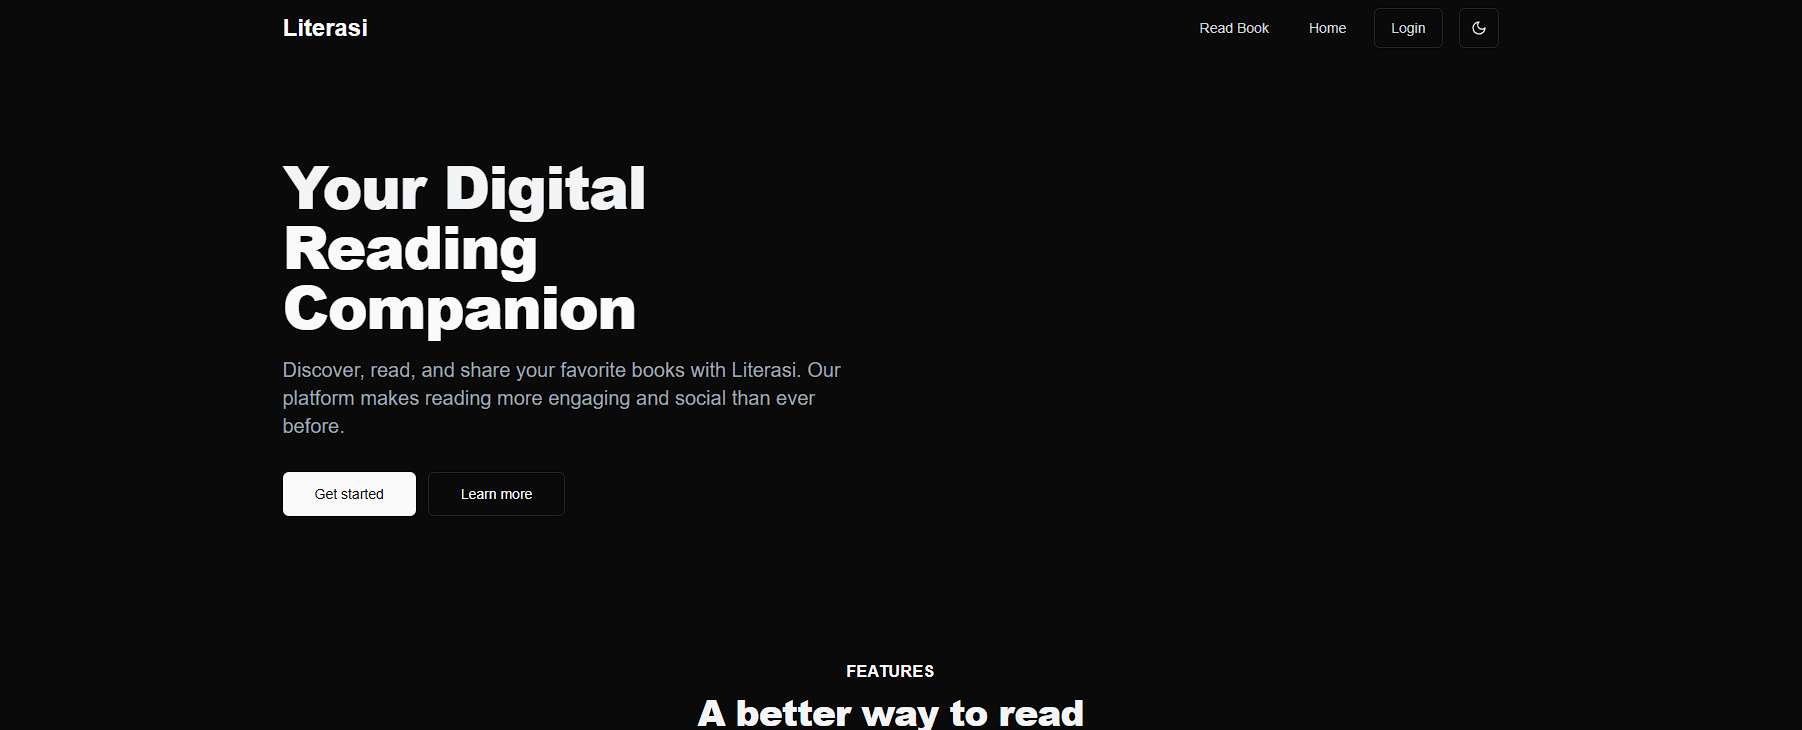 Literasi
Read Book
Home
Login
Your Digital
Reading
Companion
Discover, read, and share your favorite books with Literasi. Our
platform makes reading more engaging and social than ever
before.
Get started
Learn more
FEATURES
A better way to read